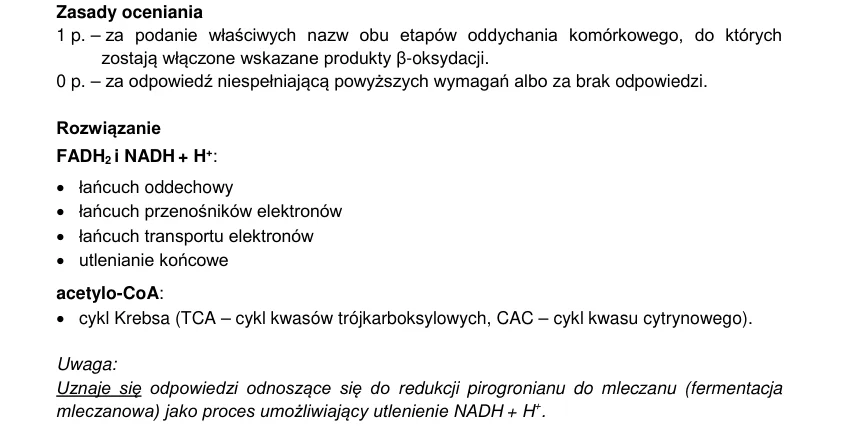 Zasady oceniania
1 p. – za podanie właściwych nazw obu etapów oddychania komórkowego, do których
zostają włączone wskazane produkty β-oksydacji.
0 p. – za odpowiedź niespełniającą powyższych wymagań albo za brak odpowiedzi.
Rozwiązanie
FADH₂ i NADH + H⁺:
• łańcuch oddechowy
• łańcuch przenośników elektronów
• łańcuch transportu elektronów
• utlenianie końcowe
acetylo-CoA:
• cykl Krebsa (TCA – cykl kwasów trójkarboksylowych, CAC – cykl kwasu cytrynowego).
Uwaga:
Uznaje się odpowiedzi odnoszące się do redukcji pirogronianu do mleczanu (fermentacja
mleczanowa) jako proces umożliwiający utlenienie NADH + H⁺.